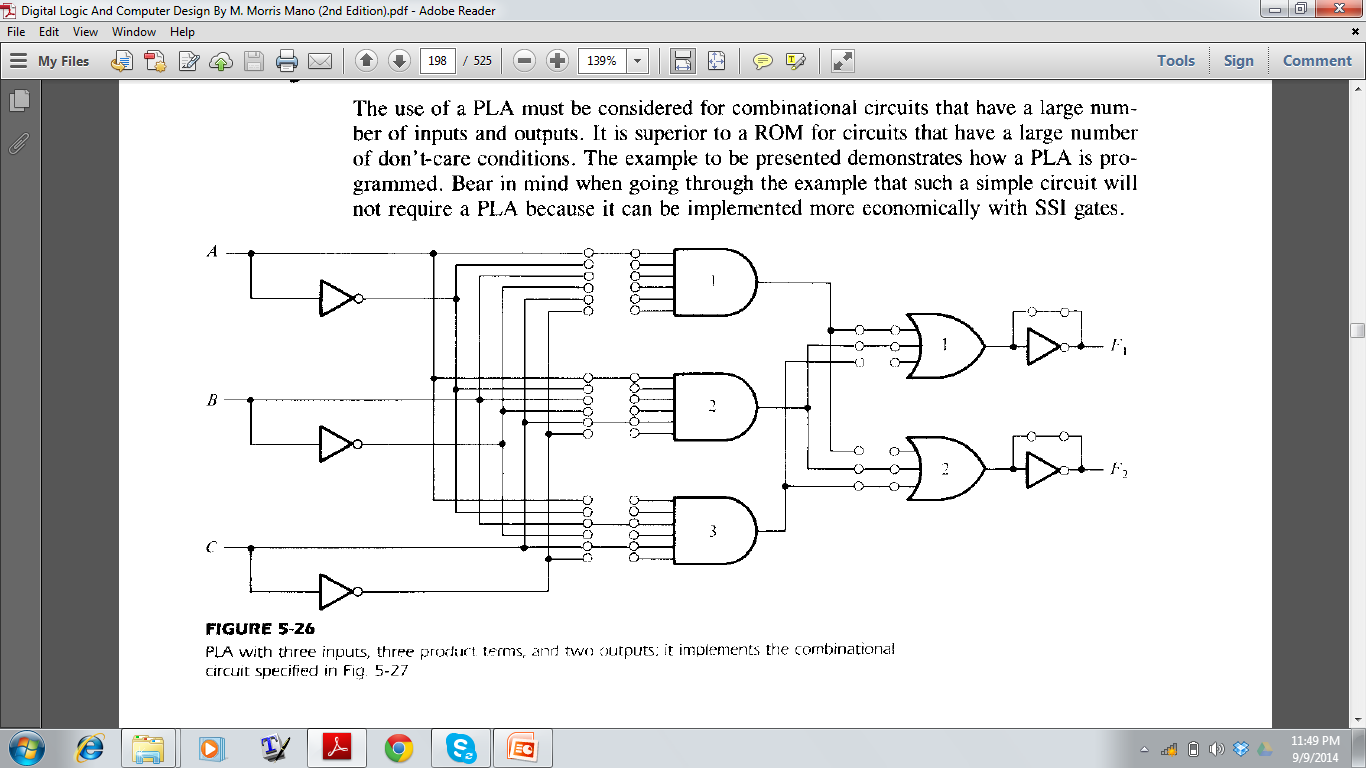 Digital Logic And Computer Design By M. Morris Mano (2nd Edition).pdf - Adobe Reader
File Edit View Window Help
My Files 198 / 525 139% Tools Sign Comment
The use of a PLA must be considered for combinational circuits that have a large num-
ber of inputs and outputs. It is superior to a ROM for circuits that have a large number
of don't-care conditions. The example to be presented demonstrates how a PLA is pro-
grammed. Bear in mind when going through the example that such a simple circuit will
not require a PLA because it can be implemented more economically with SSI gates.
A
1
1 F1
B
2
2 F2
C
3
FIGURE 5-26
PLA with three inputs, three product terms, and two outputs; it implements the combinational
circuit specified in Fig. 5-27
11:49 PM
9/9/2014